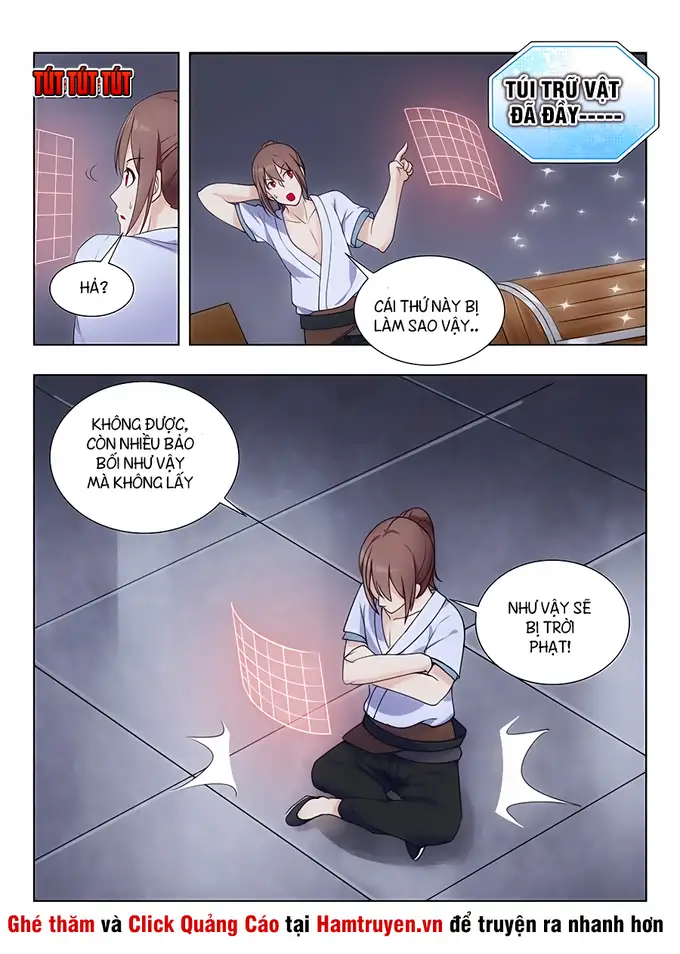 TÚT TÚT TÚT
HẢ?
TÚI TRỮ VẬT
ĐÃ ĐẦY-----
CÁI THỨ NÀY BỊ
LÀM SAO VẬY..
KHÔNG ĐƯỢC,
CÒN NHIỀU BẢO
BỐI NHƯ VẬY
MÀ KHÔNG LẤY
NHƯ VẬY SẼ
BỊ TRỜI
PHẠT!
Ghé thăm và Click Quảng Cáo tại Hamtruyen.vn để truyện ra nhanh hơn